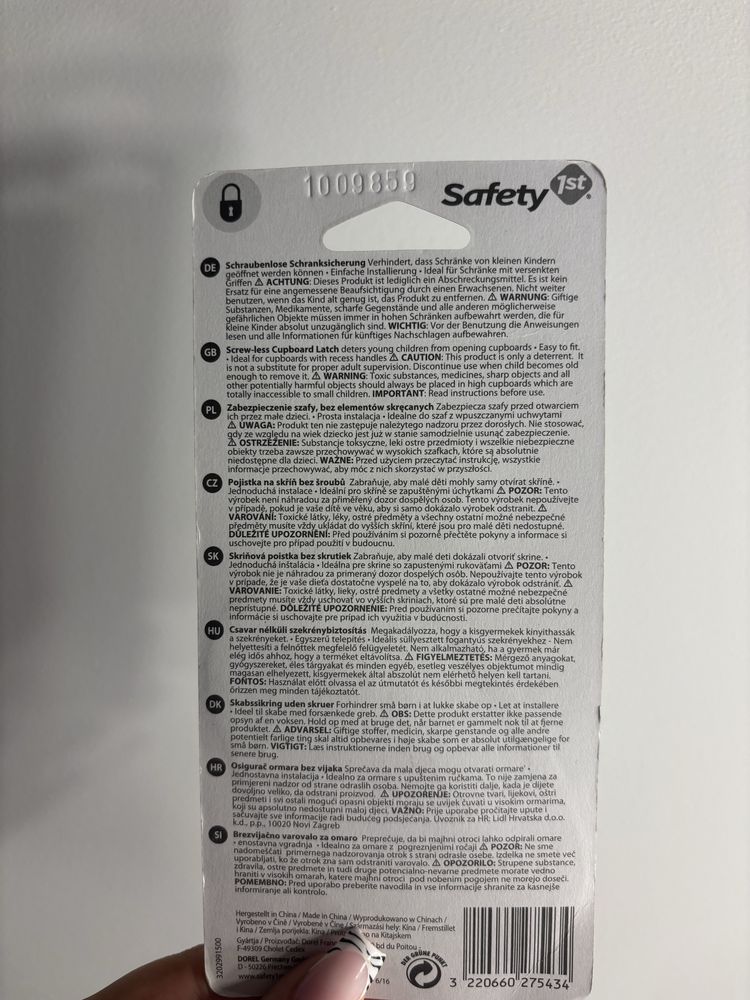 1009859
Safety 1st®
DE Schraubenlose Schranksicherung Verhindert, dass Schränke von kleinen Kindern
geöffnet werden können • Einfache Installierung • Ideal für Schränke mit versenkten
Griffen ⚠ ACHTUNG: Dieses Produkt ist lediglich ein Abschreckungsmittel. Es ist kein
Ersatz für eine angemessene Beaufsichtigung durch einen Erwachsenen. Nicht weiter
benutzen, wenn das Kind alt genug ist, das Produkt zu entfernen. ⚠ WARNUNG: Giftige
Substanzen, Medikamente, scharfe Gegenstände und alle anderen möglicherweise
gefährlichen Objekte müssen immer in hohen Schränken aufbewahrt werden, die für
kleine Kinder absolut unzugänglich sind. WICHTIG: Vor der Benutzung die Anweisungen
lesen und alle Informationen für künftiges Nachschlagen aufbewahren.
GB Screw-less Cupboard Latch deters young children from opening cupboards • Easy to fit.
• Ideal for cupboards with recess handles ⚠ CAUTION: This product is only a deterrent. It
is not a substitute for proper adult supervision. Discontinue use when child becomes old
enough to remove it. ⚠ WARNING: Toxic substances, medicines, sharp objects and all
other potentially harmful objects should always be placed in high cupboards which are
totally inaccessible to small children. IMPORTANT: Read instructions before use.
PL Zabezpieczenie szafy, bez elementów skręcanych Zabezpiecza szafy przed otwarciem
ich przez małe dzieci. • Prosta instalacja • Idealne do szaf z wpuszczanymi uchwytami
⚠ UWAGA: Produkt ten nie zastępuje należytego nadzoru przez dorosłych. Nie stosować,
gdy ze względu na wiek dziecko jest już w stanie samodzielnie usunąć zabezpieczenie.
⚠ OSTRZEŻENIE: Substancje toksyczne, leki ostre przedmioty i wszelkie niebezpieczne
obiekty trzeba zawsze przechowywać w wysokich szafkach, które są absolutnie
niedostępne dla dzieci. WAŻNE: Przed użyciem przeczytać instrukcję, wszystkie
informacje przechowywać, aby móc z nich skorzystać w przyszłości.
CZ Pojistka na skříň bez šroubů Zabraňuje, aby malé děti mohly samy otvírat skříně. •
Jednoduchá instalace • Ideální pro skříně se zapuštěnými úchytkami ⚠ POZOR: Tento
výrobek není náhradou za přiměřený dozor dospělých osob. Tento výrobek nepoužívejte
v případě, pokud je vaše dítě ve věku, aby si samo dokázalo výrobek odstranit. ⚠
VAROVÁNÍ: Toxické látky, léky, ostré předměty a všechny ostatní možné nebezpečné
předměty musíte vždy ukládat do vyšších skříní, které jsou pro malé děti nedostupné.
DŮLEŽITÉ UPOZORNĚNÍ: Před používáním si pozorně přečtěte pokyny a informace si
uschovejte pro případ použití v budoucnu.
SK Skriňová poistka bez skrutiek Zabraňuje, aby malé deti dokázali otvoriť skrine. •
Jednoduchá inštalácia • Ideálna pre skrine so zapustenými rukoväťami ⚠ POZOR: Tento
výrobok nie je náhradou za primeraný dozor dospelých osob. Nepoužívajte tento výrobok
v prípade, že je vaše dieťa dostatočne vyspelé na to, aby dokázalo výrobok odstrániť. ⚠
VAROVANIE: Toxické látky, lieky, ostré predmety a všetky ostatné možné nebezpečné
predmety musíte vždy uschovať vo vyšších skriniach, ktoré sú pre malé deti absolútne
neprístupné. DÔLEŽITÉ UPOZORNENIE: Pred používaním si pozorne prečítajte pokyny a
informácie si uschovajte pre prípad ich využitia v budúcnosti.
HU Csavar nélküli szekrénybiztosítás Megakadályozza, hogy a kisgyermekek kinyithassák
a szekrényeket. • Egyszerű telepítés • Ideális süllyesztett fogantyús szekrényekhez - Nem
helyettesíti a felnőttek megfelelő felügyeletét. Nem alkalmazható, ha a gyermek már
elég idős ahhoz, hogy a terméket eltávolítsa. ⚠ FIGYELMEZTETÉS: Mérgező anyagokat,
gyógyszereket, éles tárgyakat és minden egyéb, esetleg veszélyes objektumot mindig
magasan elhelyezett, kisgyermekek által abszolút nem elérhető helyen kell tartani.
FONTOS: Használat előtt olvassa el az útmutatót és későbbi megtekintés érdekében
őrizzen meg minden tájékoztatót.
DK Skabssikring uden skruer Forhindrer små børn i at lukke skabe op • Let at installere
• Ideel til skabe med forsænkede greb. ⚠ OBS: Dette produkt erstatter ikke passende
opsyn af en voksen. Hold op med at bruge det, når barnet er gammelt nok til at fjerne
produktet. ⚠ ADVARSEL: Giftige stoffer, medicin, skarpe genstande og alle andre
potentielt farlige ting skal altid opbevares i høje skabe som er absolut utilgængelige for
små børn. VIGTIGT: Læs instruktionerne inden brug og opbevar alle informationer til
senere brug.
HR Osigurač ormara bez vijaka Sprečava da mala djeca mogu otvarati ormare •
Jednostavna instalacija • Idealno za ormare s upuštenim ručkama. To nije zamjena za
primjereni nadzor od strane odraslih osoba. Nemojte ga koristiti dalje, kada je dijete
dovoljno veliko, da odstrani proizvod. ⚠ UPOZORENJE: Otrovne tvari, lijekovi, oštri
predmeti i svi ostali mogući opasni objekti moraju se uvijek čuvati u visokim ormarima,
koji su apsolutno nedostupni maloj djeci. VAŽNO: Prije uporabe pročitajte upute i
sačuvajte sve informacije radi budućeg podsjećanja. Uvoznik za HR: Lidl Hrvatska d.o.o.
k.d., p.p., 10020 Novi Zagreb
SI Brezvijačno varovalo za omaro Preprečuje, da bi majhni otroci lahko odpirali omare
• enostavna vgradnja • Idealno za omare z pogreznjenimi ročaji ⚠ POZOR: Ne sme
nadomeščati primernega nadzorovanja otrok s strani odrasle osebe. Izdelka ne smete več
uporabljati, ko že otrok zna sam odstraniti varovalo. ⚠ OPOZORILO: Strupene substance,
zdravila, ostre predmete in tudi druge potencialno-nevarne predmete morate vedno
hraniti v visokih omarah, katere majhni otroci pod nobenim pogojem ne morejo doseči.
POMEMBNO: Pred uporabo preberite navodila in vse informacije shranite za kasnejše
informiranje ali kontrolo.
Hergestellt in China / Made in China / Wyprodukowano w Chinach /
Vyrobeno v Číně / Vyrobené v Číne / Származási hely: Kína / Fremstillet
i Kina / Zemlja porijekla: Kina / no na Kitajskem
Gyártja / Proizvođač: Dorel Fran bd du Poitou -
F-49309 Cholet Cedex
DOREL Germany Gm
D - 50226 Frechen
www.safety1s 6/16
3202991500
DER GRÜNE PUNKT
3 220660 275434